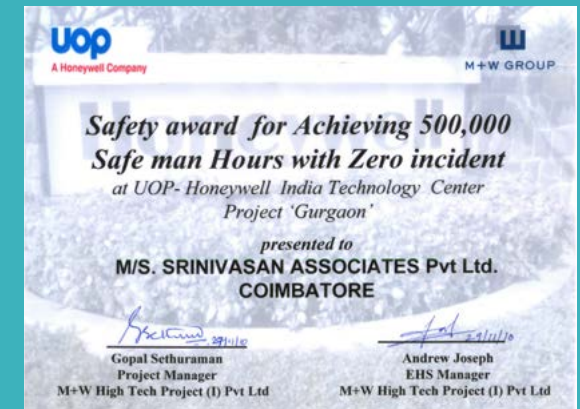 uop
A Honeywell Company
M+W GROUP
Honeywell
Safety award for Achieving 500,000
Safe man Hours with Zero incident
at UOP- Honeywell India Technology Center
Project ‘Gurgaon’
presented to
M/S. SRINIVASAN ASSOCIATES Pvt Ltd.
COIMBATORE
Gopal Sethuraman
Project Manager
M+W High Tech Project (I) Pvt Ltd
Andrew Joseph
EHS Manager
M+W High Tech Project (I) Pvt Ltd